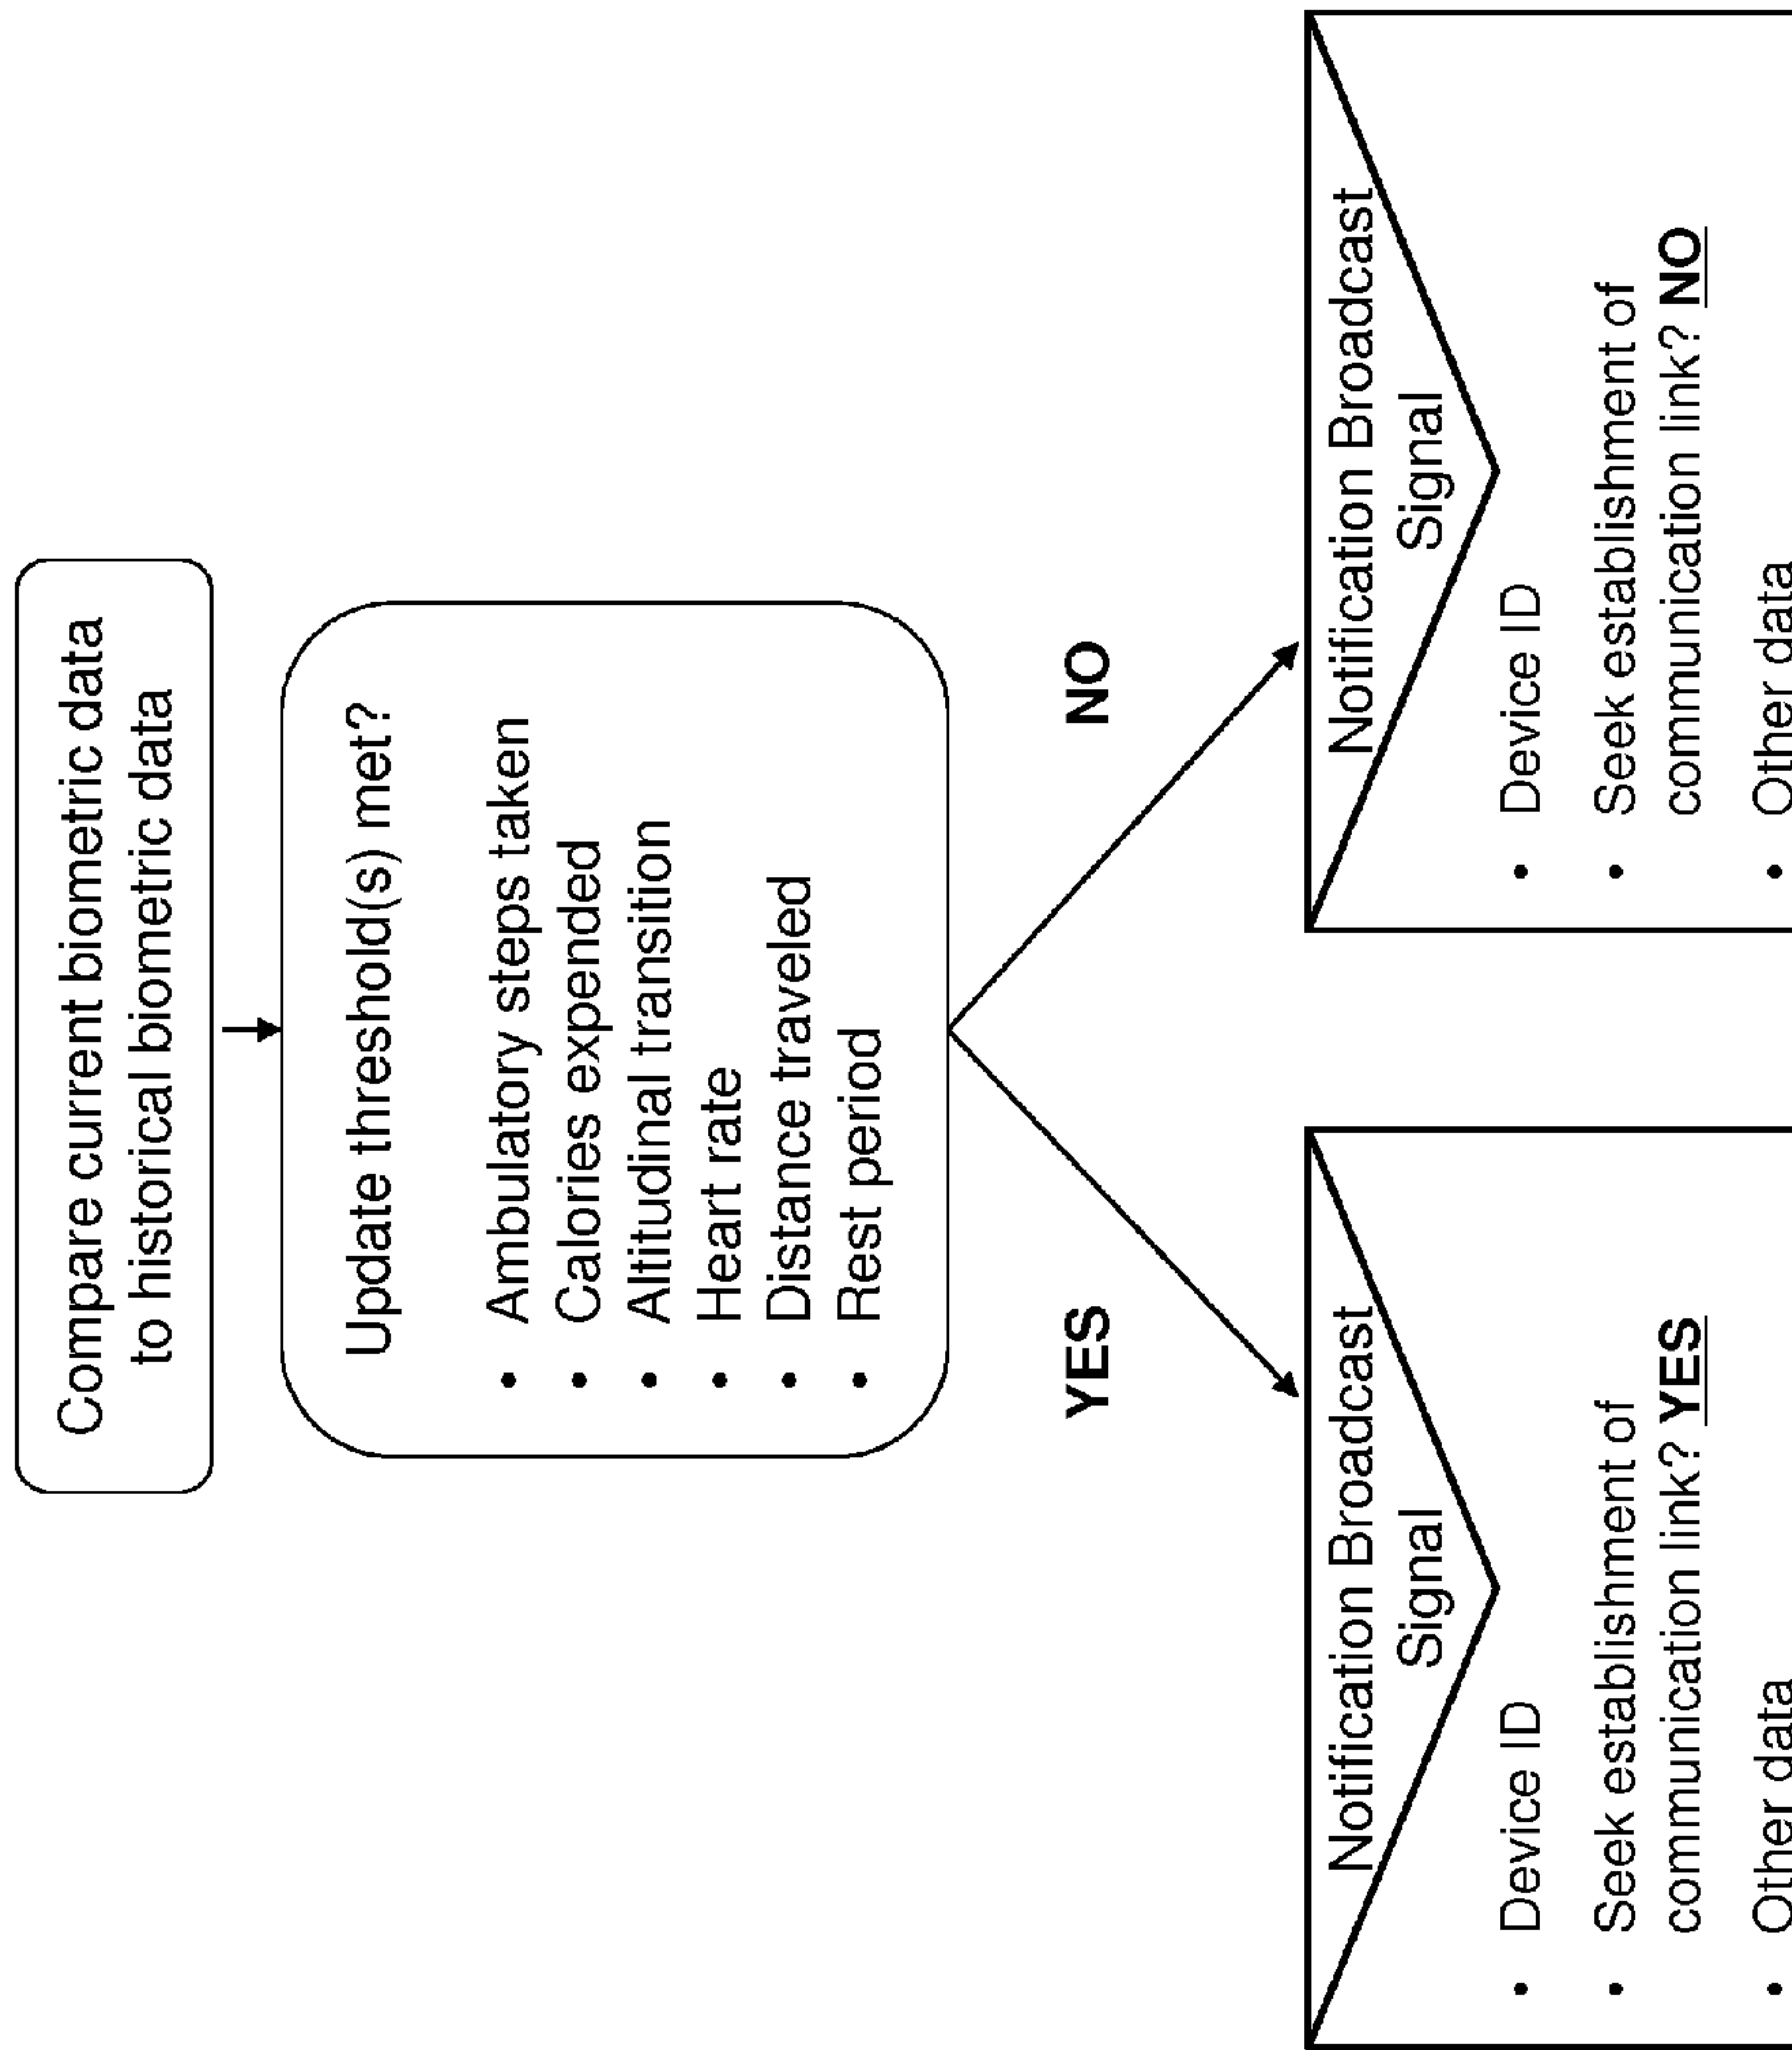 Compare current biometric data
to historical biometric data
Update threshold(s) met?
• Ambulatory steps taken
• Calories expended
• Altitudinal transition
• Heart rate
• Distance traveled
• Rest period
YES
NO
Notification Broadcast
Signal
• Device ID
• Seek establishment of
communication link? YES
• Other data
Notification Broadcast
Signal
• Device ID
• Seek establishment of
communication link? NO
• Other data